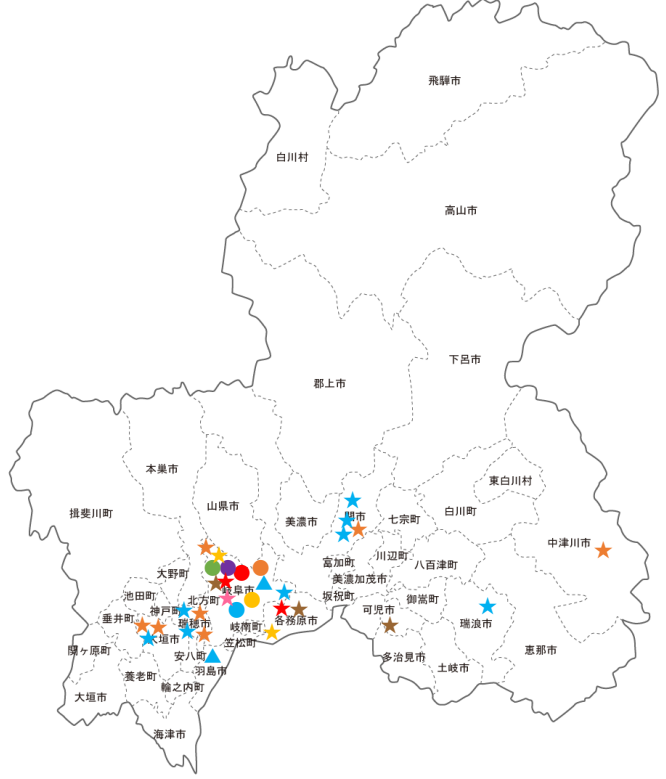 飛騨市
白川村
高山市
下呂市
郡上市
本巣市
東白川村
山県市
揖斐川町
美濃市
関市
七宗町
白川町
中津川市
川辺町
富加町
八百津町
大野町
美濃加茂市
岐阜市
池田町
坂祝町
北方町
御嵩町
神戸町
可児市
垂井町
各務原市
瑞穂市
岐南町
瑞浪市
大垣市
笠松町
関ヶ原町
恵那市
安八町
多治見市
羽島市
土岐市
養老町
輪之内町
大垣市
海津市